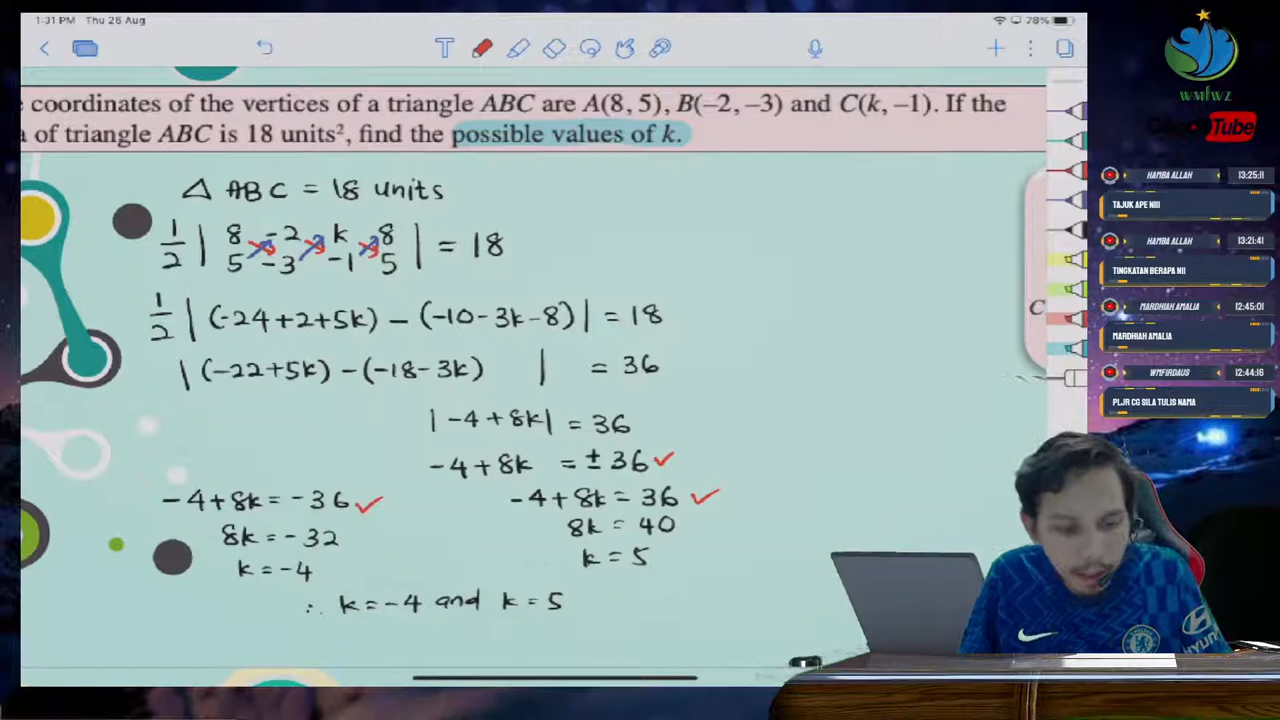 1:31 PM Thu 26 Aug
78%
coordinates of the vertices of a triangle ABC are A(8, 5), B(–2, –3) and C(k, –1). If the
of triangle ABC is 18 units², find the possible values of k.
△ ABC = 18 units
1/2 | 8 -2 k 8 | = 18
5 -3 -1 5
1/2 | (-24+2+5k) - (-10-3k-8) | = 18
| (-22+5k) - (-18-3k) | = 36
| -4+8k | = 36
-4+8k = ± 36 ✓
-4+8k = -36 ✓
8k = -32
k = -4
-4+8k = 36 ✓
8k = 40
k = 5
∴ k = -4 and k = 5
C
WMFWZ
Tube
HAMBA ALLAH 13:25:11
TAJUK APE NIII
HAMBA ALLAH 13:21:41
TINGKATAN BERAPA NII
MARDHIAH AMALIA 12:45:01
MARDHIAH AMALIA
WMFIRDAUS 12:44:16
PLJR CG SILA TULIS NAMA
HYUNDAI